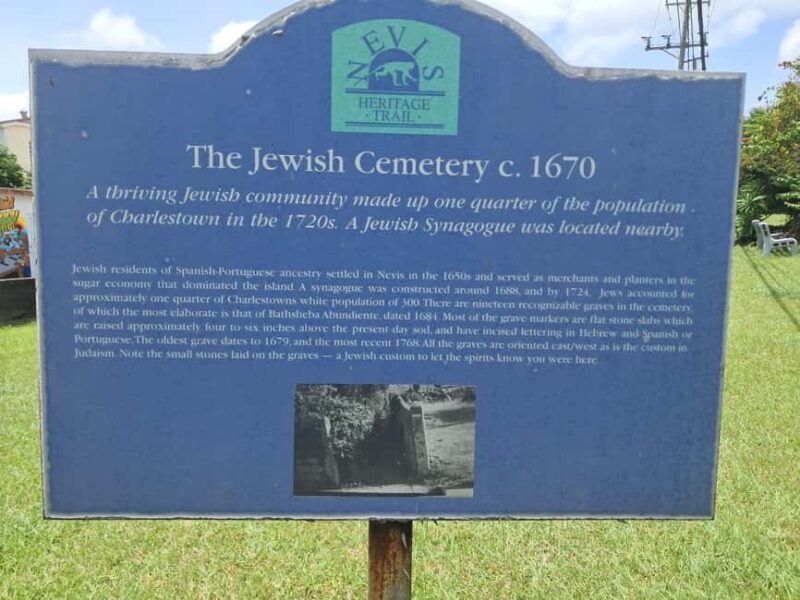 NEVIS
HERITAGE
· TRAIL ·
The Jewish Cemetery c. 1670
A thriving Jewish community made up one quarter of the population
of Charlestown in the 1720s. A Jewish Synagogue was located nearby.
Jewish residents of Spanish-Portuguese ancestry settled in Nevis in the 1650s and served as merchants and planters in the
sugar economy that dominated the island. A synagogue was constructed around 1688, and by 1724, Jews accounted for
approximately one quarter of Charlestowns white population of 300. There are nineteen recognizable graves in the cemetery,
of which the most elaborate is that of Bathsheba Abundiente, dated 1684. Most of the grave markers are flat stone slabs which
are raised approximately four to six inches above the present day sod, and have incised lettering in Hebrew and Spanish or
Portuguese. The oldest grave dates to 1679, and the most recent 1768. All the graves are oriented east/west as is the custom in
Judaism. Note the small stones laid on the graves — a Jewish custom to let the spirits know you were here.